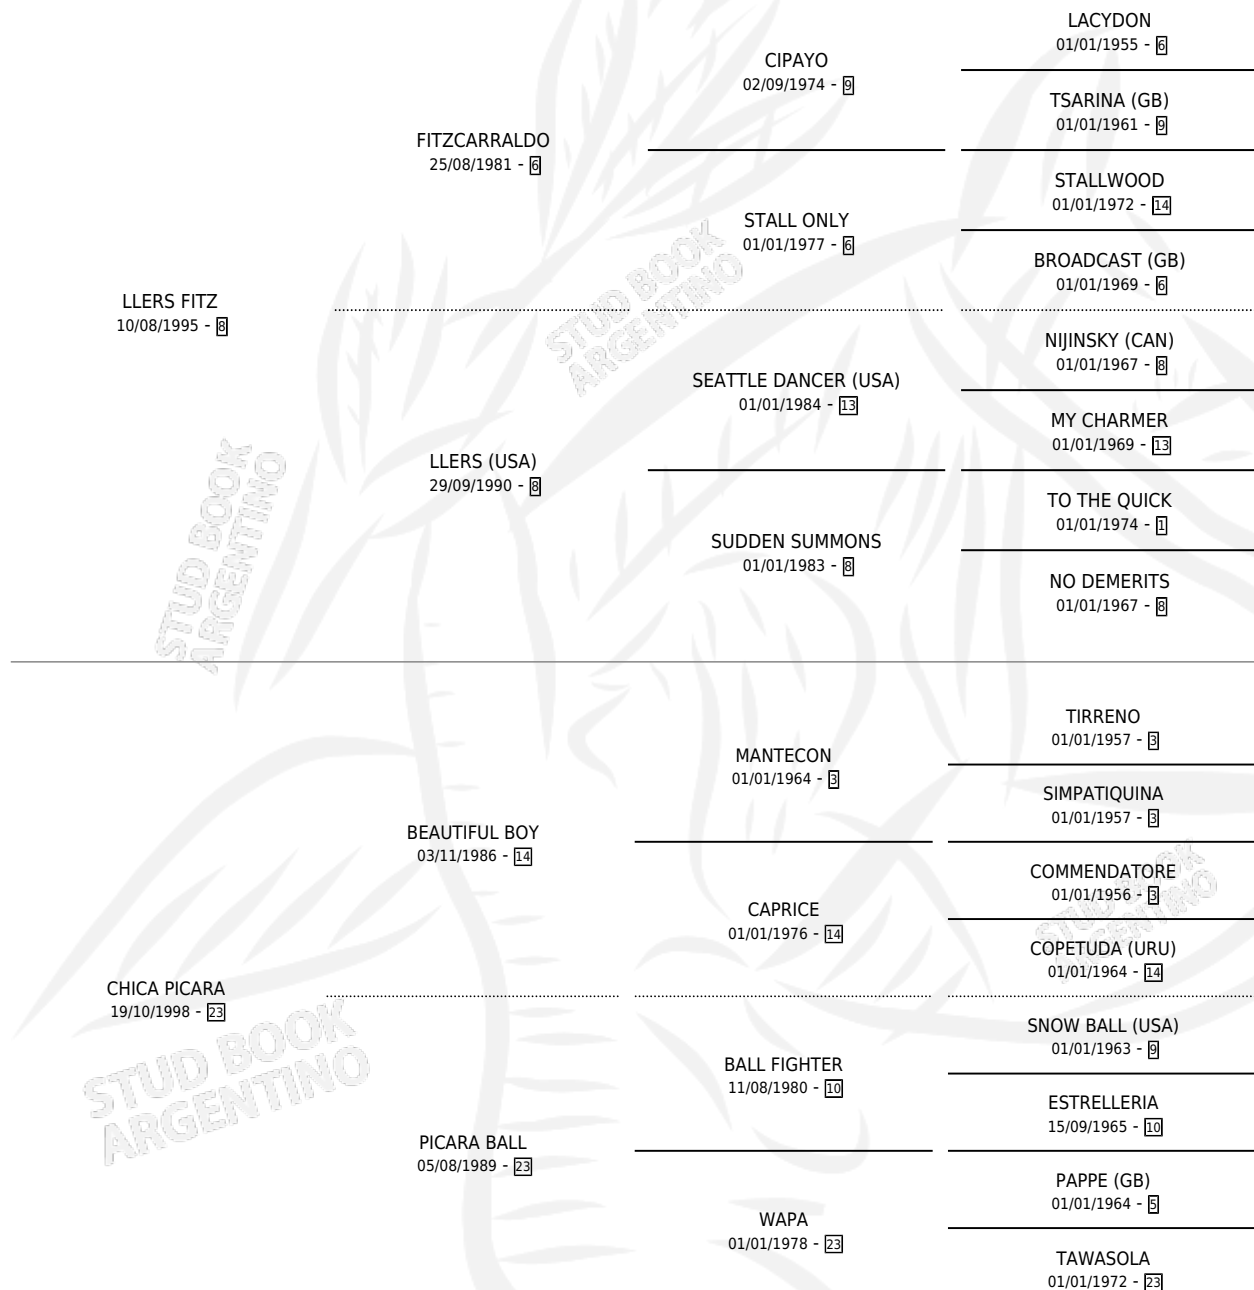 LACYDON
01/01/1955 - 6
CIPAYO
02/09/1974 - 9
TSARINA (GB)
01/01/1961 - 9
FITZCARRALDO
25/08/1981 - 6
STALLWOOD
01/01/1972 - 14
STALL ONLY
01/01/1977 - 6
BROADCAST (GB)
01/01/1969 - 6
LLERS FITZ
10/08/1995 - 8
STUD BOOK
ARGENTINO
NIJINSKY (CAN)
01/01/1967 - 8
SEATTLE DANCER (USA)
01/01/1984 - 13
MY CHARMER
01/01/1969 - 13
LLERS (USA)
29/09/1990 - 8
TO THE QUICK
01/01/1974 - 1
SUDDEN SUMMONS
01/01/1983 - 8
NO DEMERITS
01/01/1967 - 8
STUD BOOK
ARGENTINO
TIRRENO
01/01/1957 - 3
MANTECON
01/01/1964 - 3
SIMPATIQUINA
01/01/1957 - 3
BEAUTIFUL BOY
03/11/1986 - 14
COMMENDATORE
01/01/1956 - 3
CAPRICE
01/01/1976 - 14
COPETUDA (URU)
01/01/1964 - 14
STUD BOOK
ARGENTINO
CHICA PICARA
19/10/1998 - 23
SNOW BALL (USA)
01/01/1963 - 9
BALL FIGHTER
11/08/1980 - 10
ESTRELLERIA
15/09/1965 - 10
STUD BOOK
ARGENTINO
PICARA BALL
05/08/1989 - 23
PAPPE (GB)
01/01/1964 - 5
WAPA
01/01/1978 - 23
TAWASOLA
01/01/1972 - 23